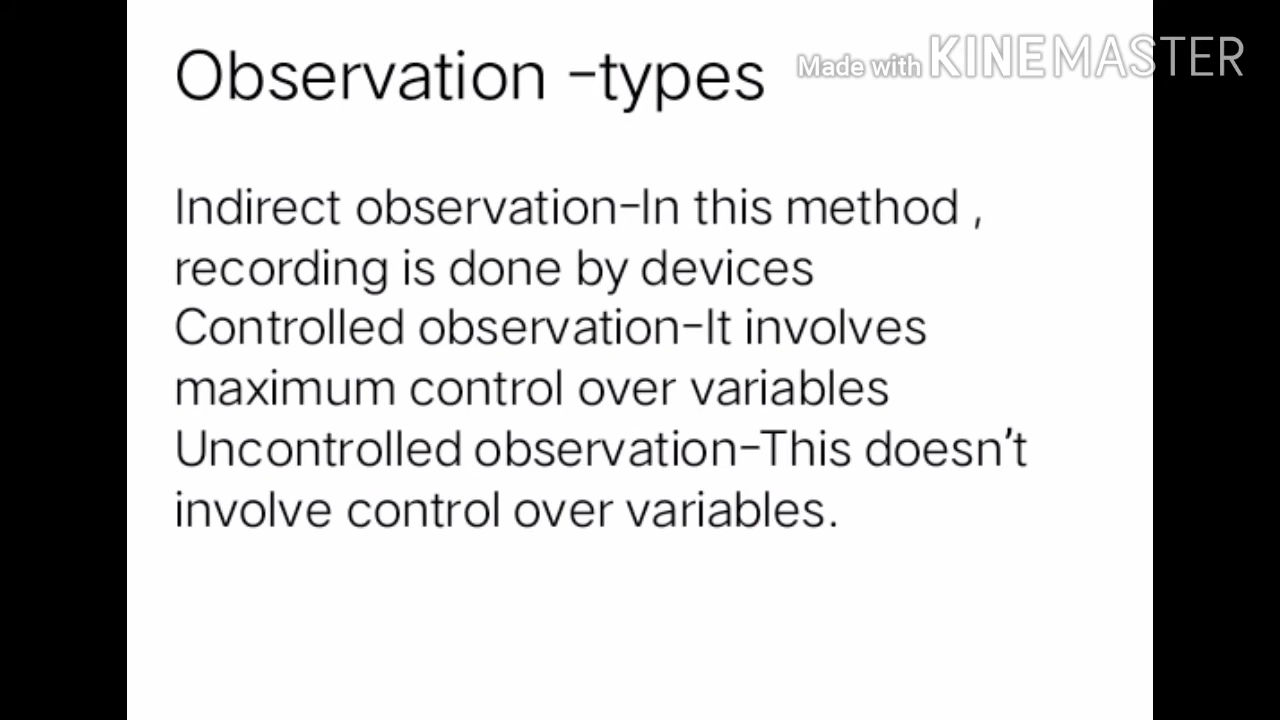 Observation -types
Made with KINEMASTER
Indirect observation-In this method ,
recording is done by devices
Controlled observation-It involves
maximum control over variables
Uncontrolled observation-This doesn't
involve control over variables.